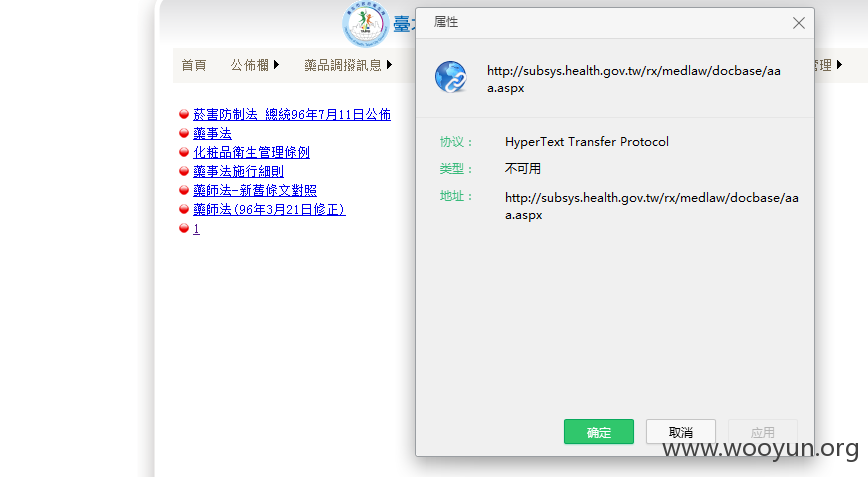 臺
首頁 公佈欄 藥品調撥訊息 管理
菸害防制法 總統96年7月11日公佈
藥事法
化粧品衛生管理條例
藥事法施行細則
藥師法-新舊條文對照
藥師法(96年3月21日修正)
1
属性
http://subsys.health.gov.tw/rx/medlaw/docbase/aa
a.aspx
协议： HyperText Transfer Protocol
类型： 不可用
地址： http://subsys.health.gov.tw/rx/medlaw/docbase/aa
a.aspx
确定 取消 应用
www.wooyun.org